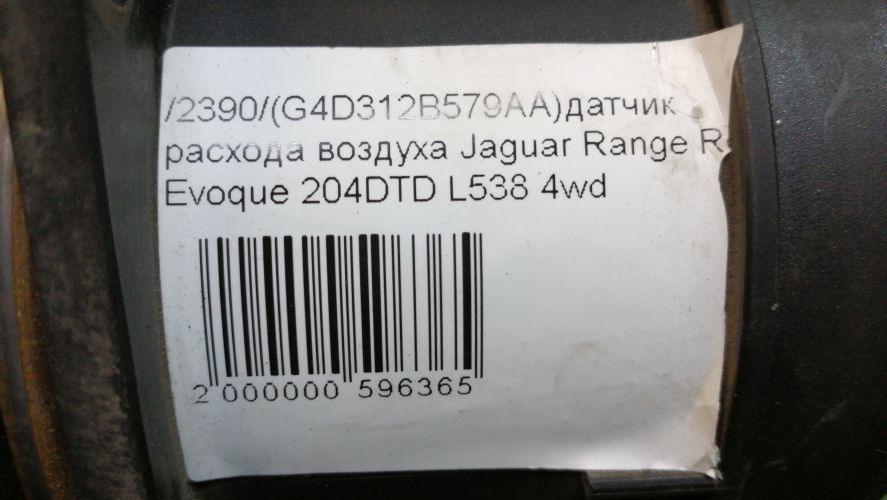 /2390/(G4D312B579AA)датчик
расхода воздуха Jaguar Range
Evoque 204DTD L538 4wd
2 000000 596365